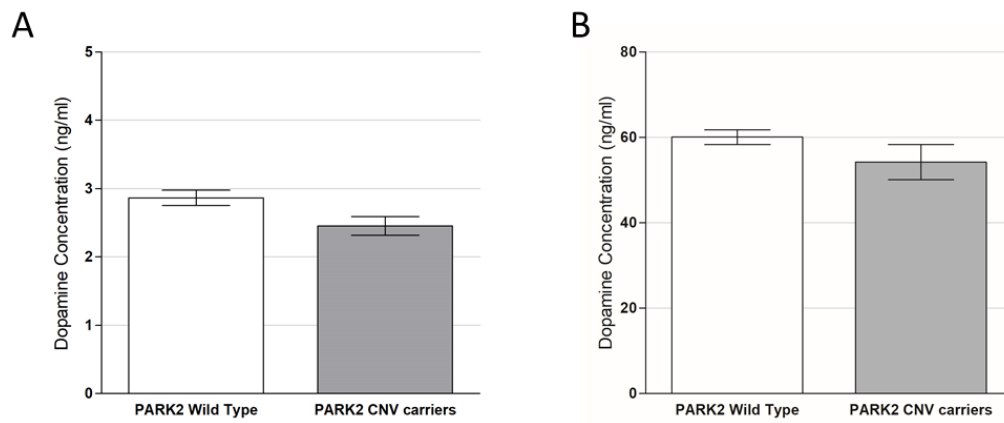 A
Dopamine Concentration (ng/ml)
5
4
3
2
1
0
PARK2 Wild Type
PARK2 CNV carriers
B
Dopamine Concentration (ng/ml)
80
60
40
20
0
PARK2 Wild Type
PARK2 CNV carriers